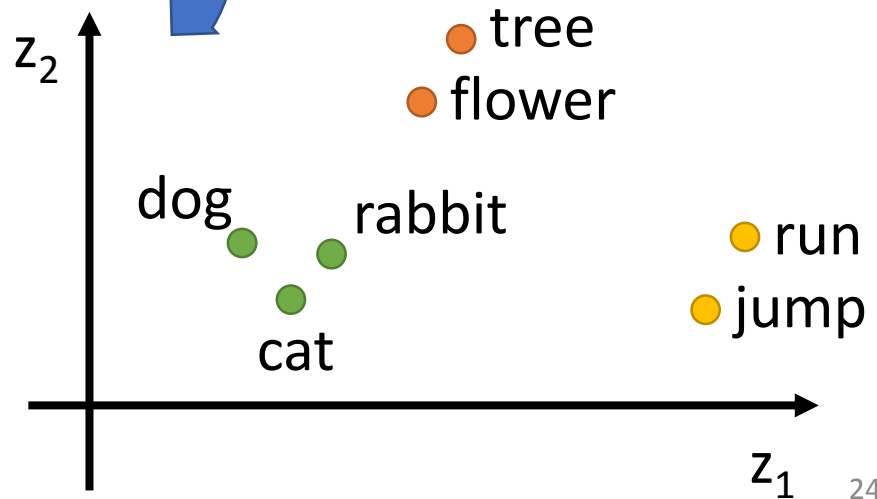 z2
tree
flower
dog
rabbit
cat
run
jump
z1
24